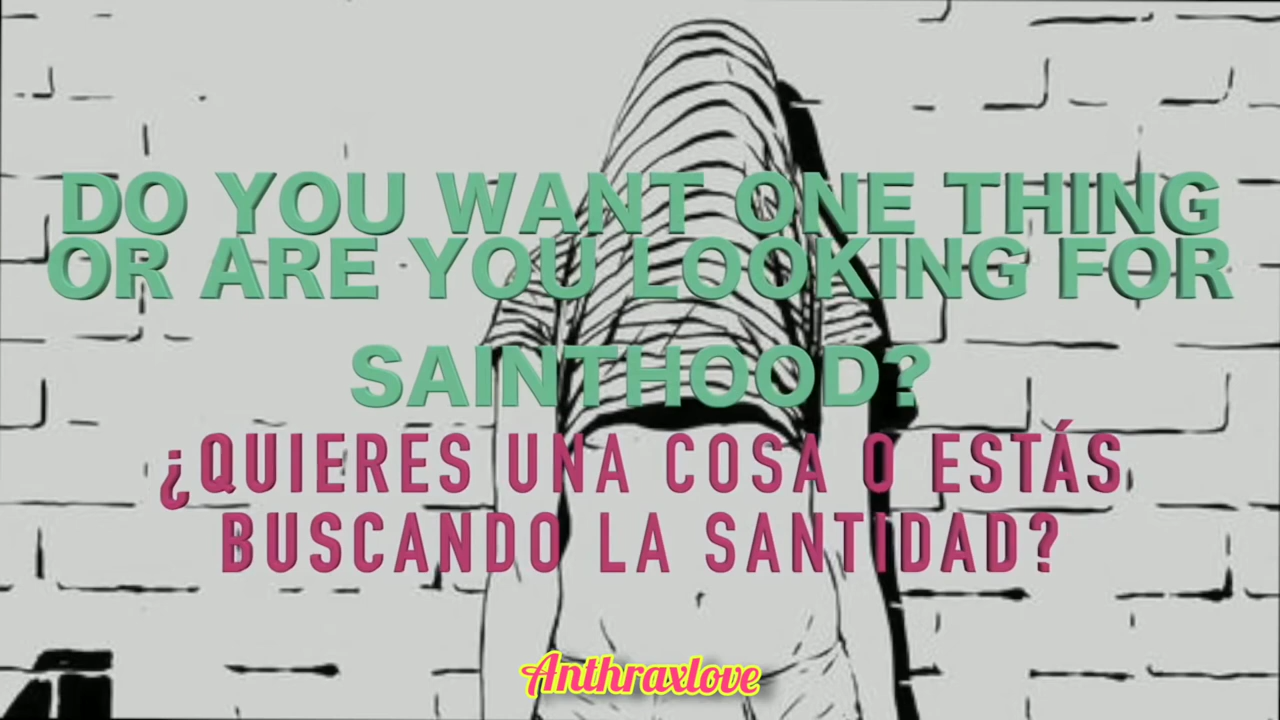 DO YOU WANT ONE THING
OR ARE YOU LOOKING FOR
SAINTHOOD?
¿QUIERES UNA COSA O ESTÁS
BUSCANDO LA SANTIDAD?
Anthraxlove